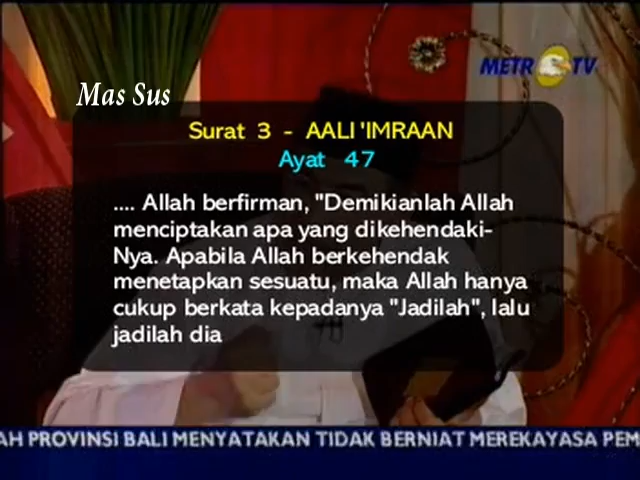 METR TV
Mas Sus
Surat 3 - AALI 'IMRAAN
Ayat 47
.... Allah berfirman, "Demikianlah Allah
menciptakan apa yang dikehendaki-
Nya. Apabila Allah berkehendak
menetapkan sesuatu, maka Allah hanya
cukup berkata kepadanya "Jadilah", lalu
jadilah dia
AH PROVINSI BALI MENYATAKAN TIDAK BERNIAT MEREKAYASA PEM